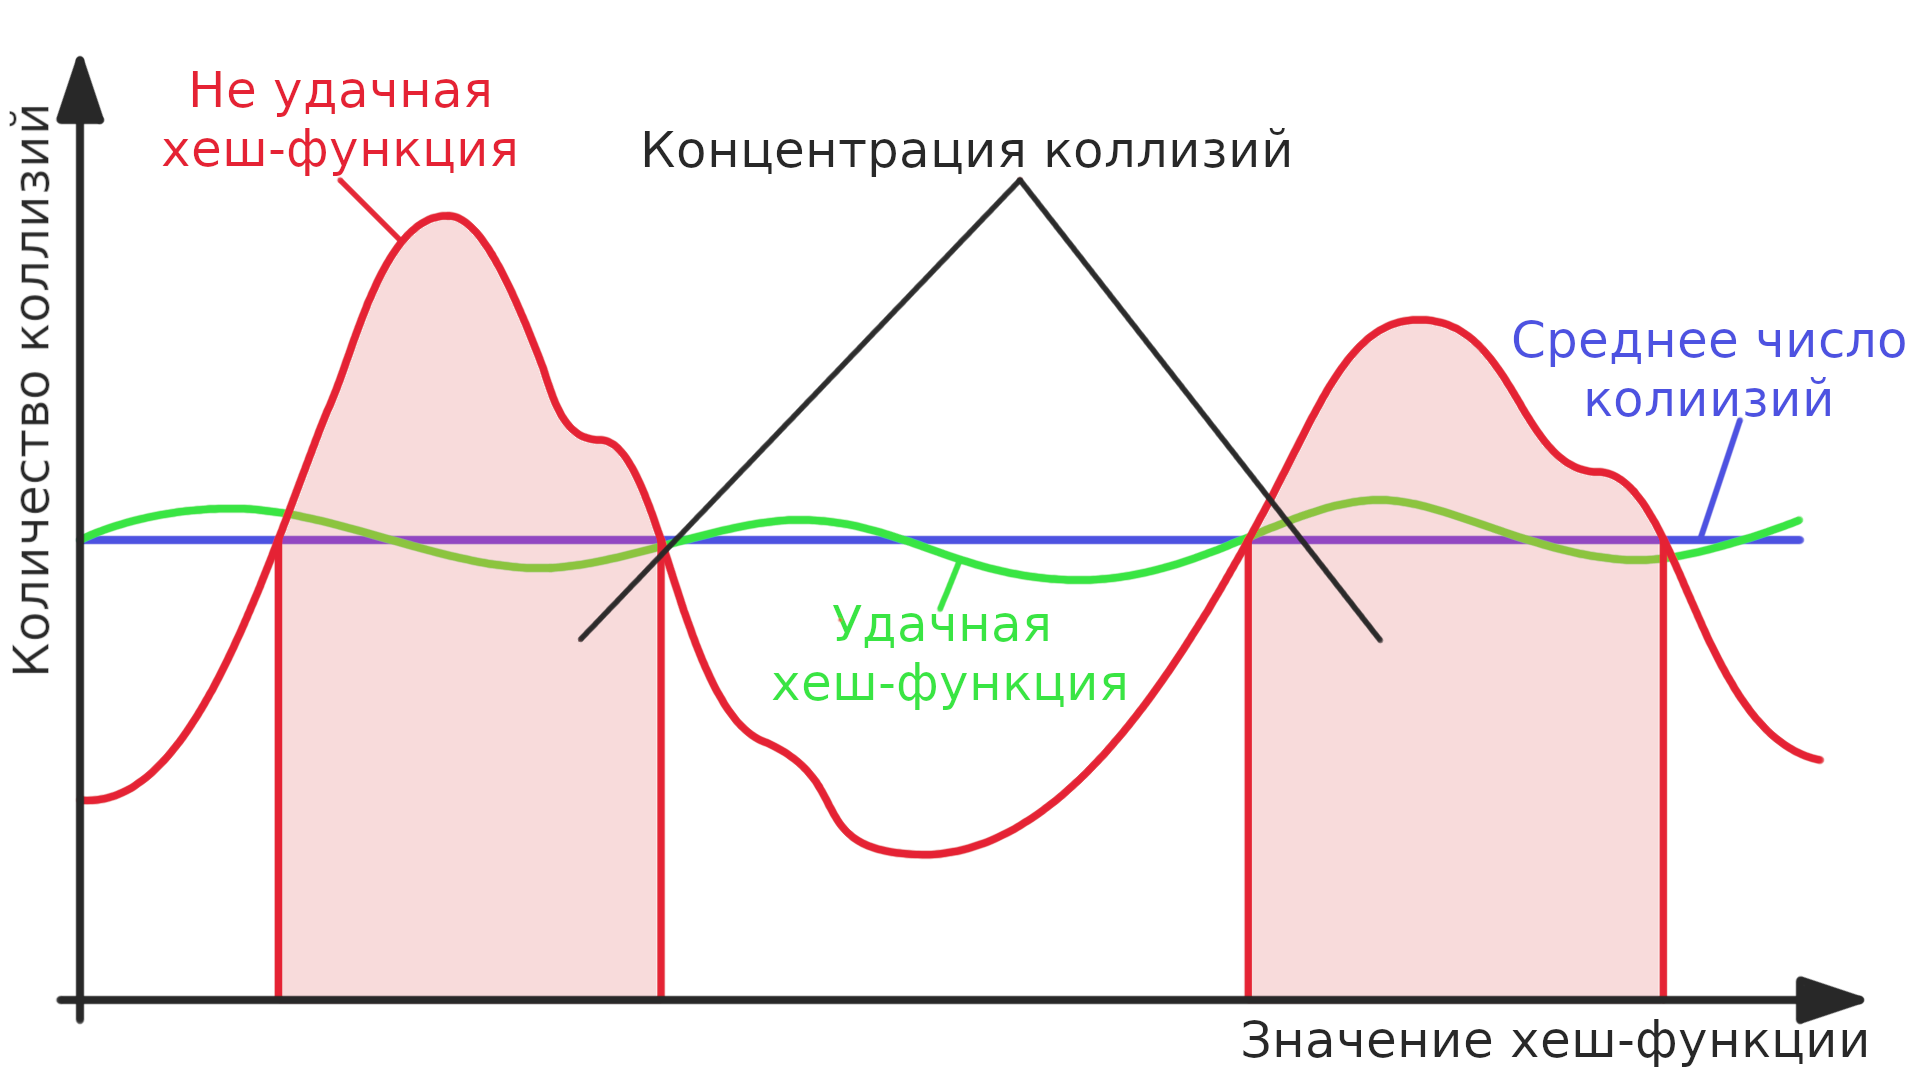 Не удачная
хеш-функция
Концентрация коллизий
Количество коллизий
Среднее число
колиизий
Удачная
хеш-функция
Значение хеш-функции